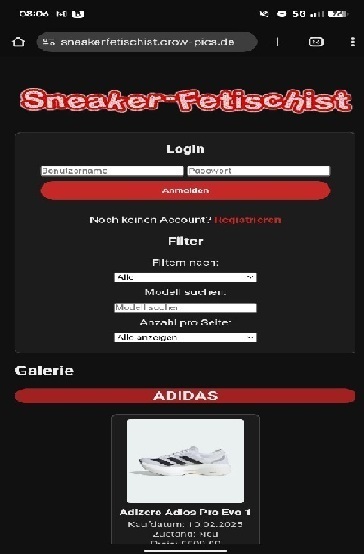 08:06
5G
sneakerfetischist.crow-pics.de
Sneaker-Fetischist
Login
Benutzername Passwort
Anmelden
Noch keinen Account? Registrieren
Filter
Filtern nach:
Alle
Modell suchen:
Modell suchen
Anzahl pro Seite:
Alle anzeigen
Galerie
ADIDAS
Adizero Adios Pro Evo 1
Kaufdatum: 10.02.2025
Zustand: Neu